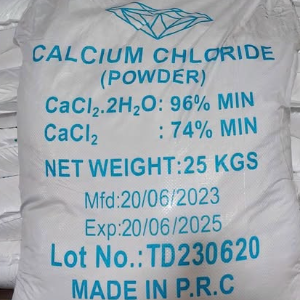 CALCIUM CHLORIDE
(POWDER)
CaCl₂.2H₂O: 96% MIN
CaCl₂ : 74% MIN
NET WEIGHT:25 KGS
Mfd:20/06/2023
Exp:20/06/2025
Lot No.:TD230620
MADE IN P.R.C